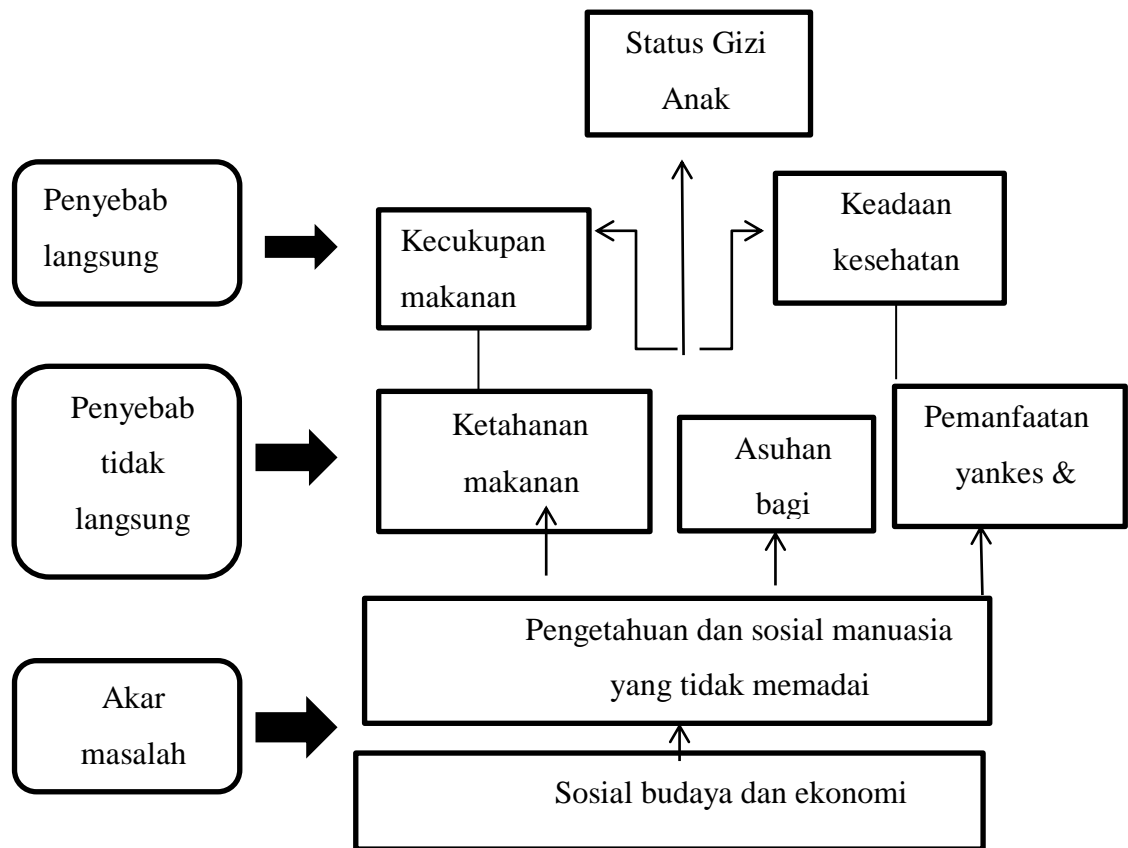 Status Gizi
Anak
Penyebab
langsung
Kecukupan
makanan
Keadaan
kesehatan
Penyebab
tidak
langsung
Ketahanan
makanan
Asuhan
bagi
Pemanfaatan
yankes &
Pengetahuan dan sosial manuasia
yang tidak memadai
Akar
masalah
Sosial budaya dan ekonomi